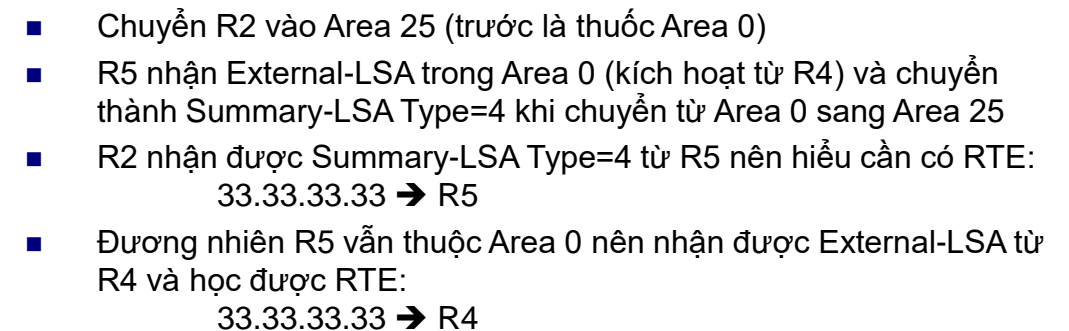 ▪ Chuyển R2 vào Area 25 (trước là thuốc Area 0)
▪ R5 nhận External-LSA trong Area 0 (kích hoạt từ R4) và chuyển
thành Summary-LSA Type=4 khi chuyển từ Area 0 sang Area 25
▪ R2 nhận được Summary-LSA Type=4 từ R5 nên hiểu cần có RTE:
33.33.33.33 ➔ R5
▪ Đương nhiên R5 vẫn thuộc Area 0 nên nhận được External-LSA từ
R4 và học được RTE:
33.33.33.33 ➔ R4